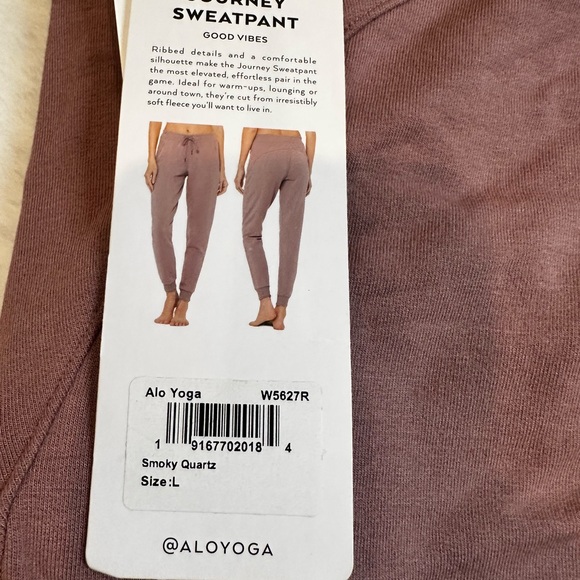 JOURNEY
SWEATPANT
GOOD VIBES
Ribbed details and a comfortable
silhouette make the Journey Sweatpant
the most elevated, effortless pair in the
game. Ideal for warm-ups, lounging or
around town, they're cut from irresistibly
soft fleece you'll want to live in.
Alo Yoga W5627R
1 9167702018 4
Smoky Quartz
Size:L
@ALOYOGA